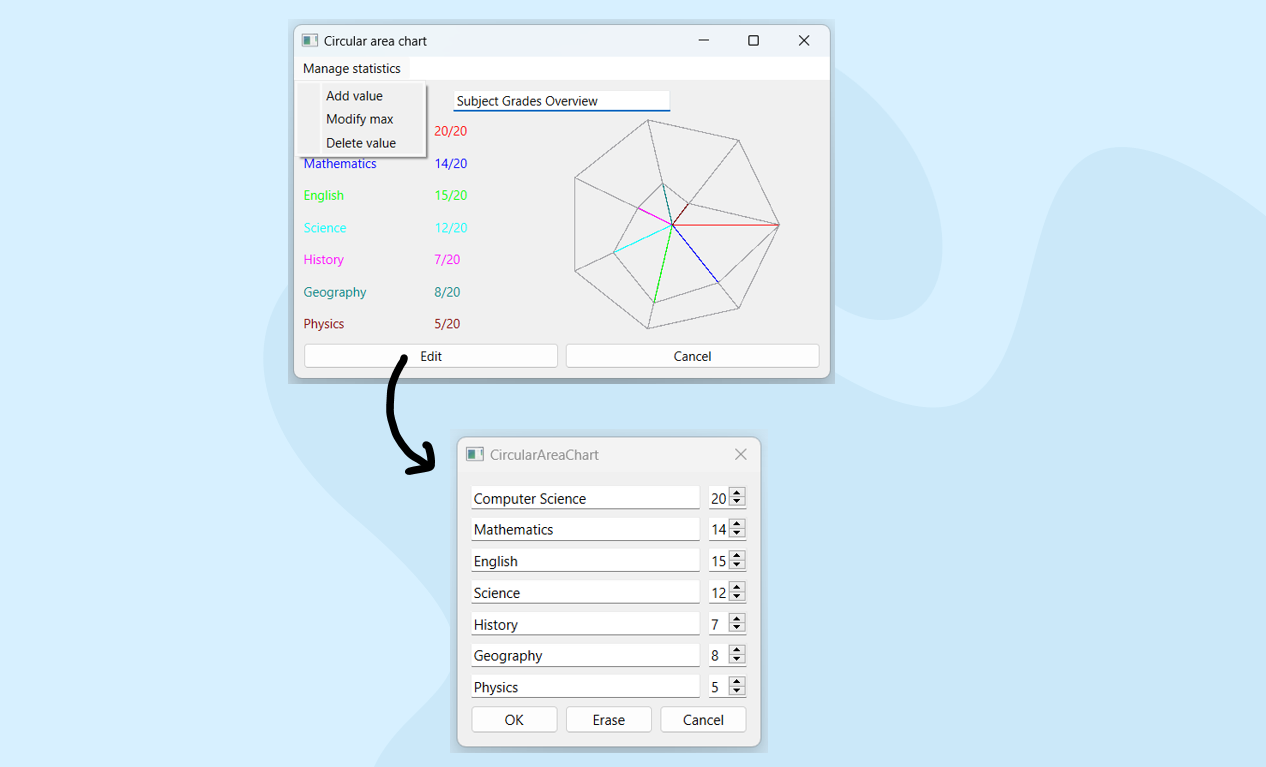 Circular area chart
Manage statistics
Add value
Modify max
Delete value
Subject Grades Overview
20/20
Mathematics 14/20
English 15/20
Science 12/20
History 7/20
Geography 8/20
Physics 5/20
Edit Cancel
CircularAreaChart
Computer Science 20
Mathematics 14
English 15
Science 12
History 7
Geography 8
Physics 5
OK Erase Cancel